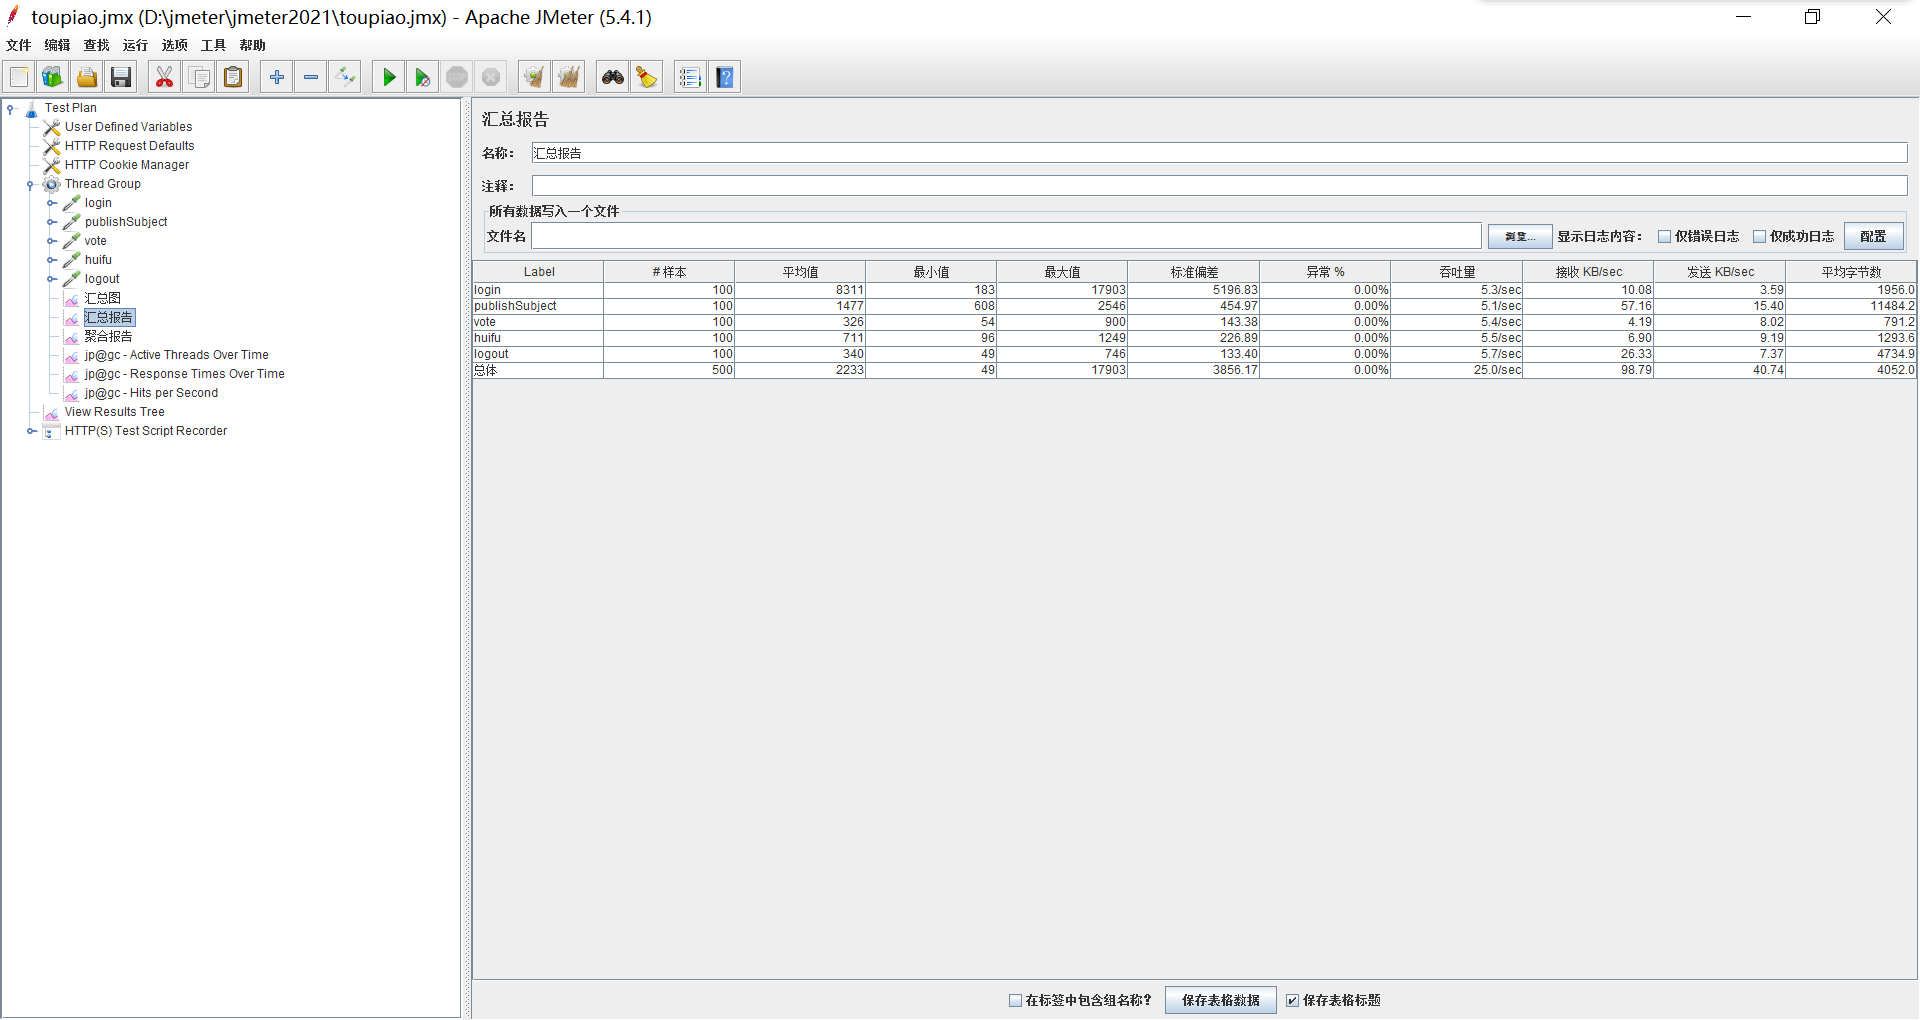 toupiao.jmx (D:\jmeter\jmeter2021\toupiao.jmx) - Apache JMeter (5.4.1)
文件 编辑 查找 运行 选项 工具 帮助
STOP
Test Plan
User Defined Variables
HTTP Request Defaults
HTTP Cookie Manager
Thread Group
login
publishSubject
vote
huifu
logout
汇总图
汇总报告
聚合报告
jp@gc - Active Threads Over Time
jp@gc - Response Times Over Time
jp@gc - Hits per Second
View Results Tree
HTTP(S) Test Script Recorder
汇总报告
名称： 汇总报告
注释：
所有数据写入一个文件
文件名 浏览... 显示日志内容： 仅错误日志 仅成功日志 配置
Label # 样本 平均值 最小值 最大值 标准偏差 异常 % 吞吐量 接收 KB/sec 发送 KB/sec 平均字节数
login 100 8311 183 17903 5196.83 0.00% 5.3/sec 10.08 3.59 1956.0
publishSubject 100 1477 608 2546 454.97 0.00% 5.1/sec 57.16 15.40 11484.2
vote 100 326 54 900 143.38 0.00% 5.4/sec 4.19 8.02 791.2
huifu 100 711 96 1249 226.89 0.00% 5.5/sec 6.90 9.19 1293.6
logout 100 340 49 746 133.40 0.00% 5.7/sec 26.33 7.37 4734.9
总体 500 2233 49 17903 3856.17 0.00% 25.0/sec 98.79 40.74 4052.0
在标签中包含组名称? 保存表格数据 保存表格标题